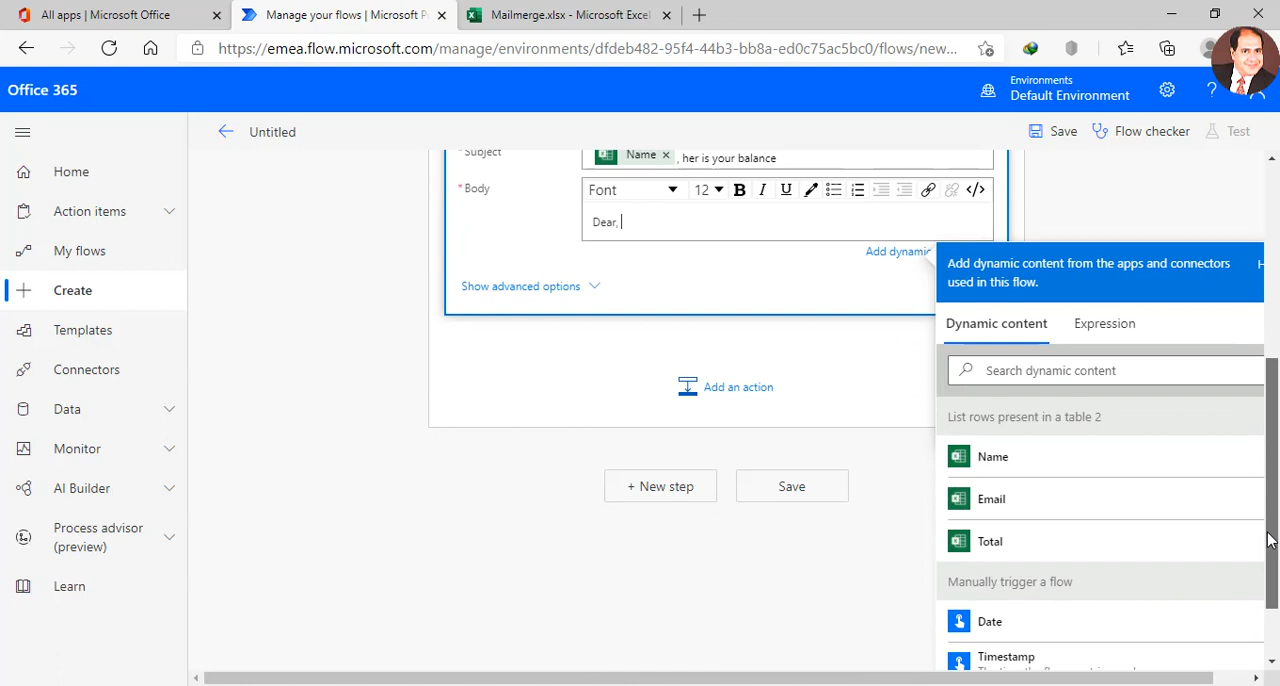 All apps | Microsoft Office
Manage your flows | Microsoft P
Mailmerge.xlsx - Microsoft Excel
https://emea.flow.microsoft.com/manage/environments/dfdeb482-95f4-44b3-bb8a-ed0c75ac5bc0/flows/new...
Office 365
Environments
Default Environment
?
Untitled
Save
Flow checker
Test
Home
Action items
My flows
Create
Templates
Connectors
Data
Monitor
AI Builder
Process advisor
(preview)
Learn
*Subject
Name × , her is your balance
*Body
Font 12 B I U </>
Dear,
Add dynamic
Show advanced options
Add an action
+ New step
Save
Add dynamic content from the apps and connectors
used in this flow.
H
Dynamic content
Expression
Search dynamic content
List rows present in a table 2
Name
Email
Total
Manually trigger a flow
Date
Timestamp